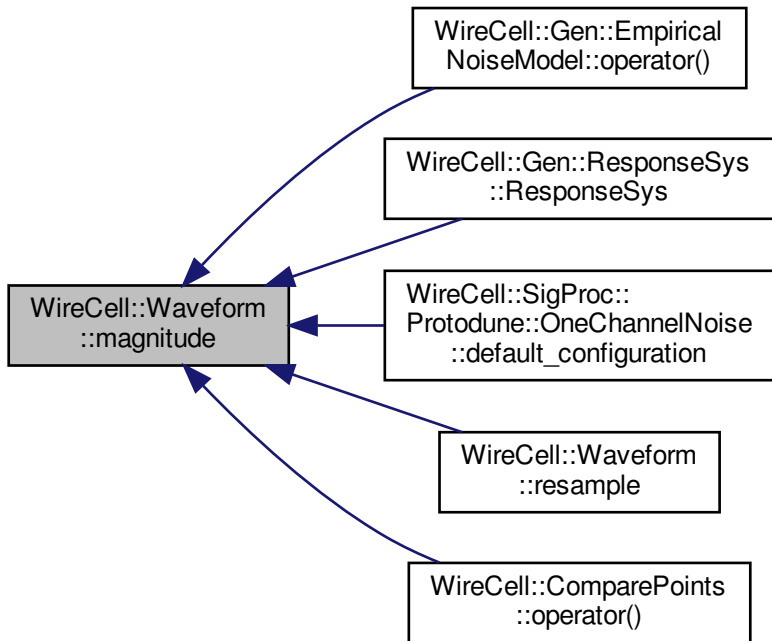 WireCell::Gen::Empirical
NoiseModel::operator()
WireCell::Gen::ResponseSys
::ResponseSys
WireCell::Waveform
::magnitude
WireCell::SigProc::
Protodune::OneChannelNoise
::default_configuration
WireCell::Waveform
::resample
WireCell::ComparePoints
::operator()